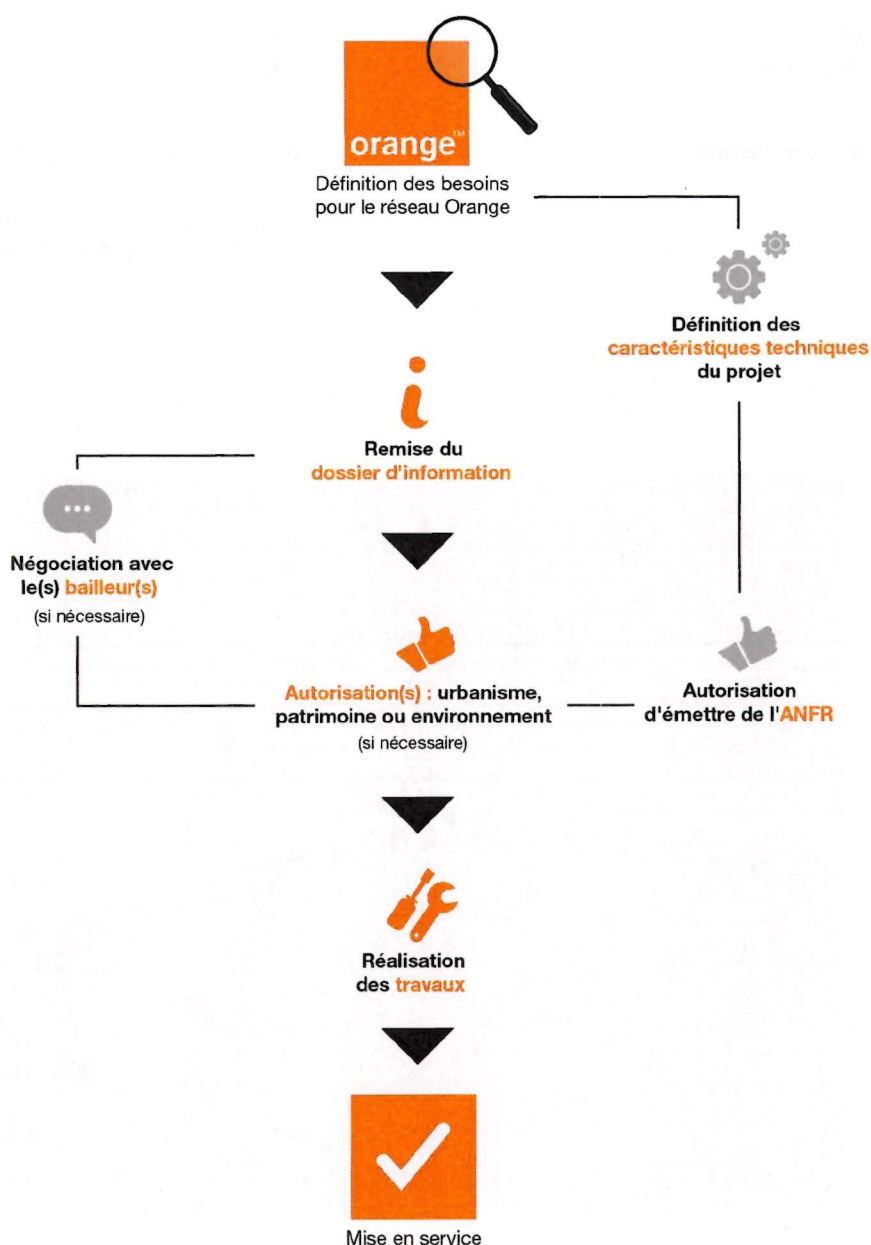 orange™
Définition des besoins
pour le réseau Orange
Définition des
caractéristiques techniques
du projet
Remise du
dossier d'information
Négociation avec
le(s) bailleur(s)
(si nécessaire)
Autorisation(s) : urbanisme,
patrimoine ou environnement
(si nécessaire)
Autorisation
d'émettre de l'ANFR
Réalisation
des travaux
Mise en service